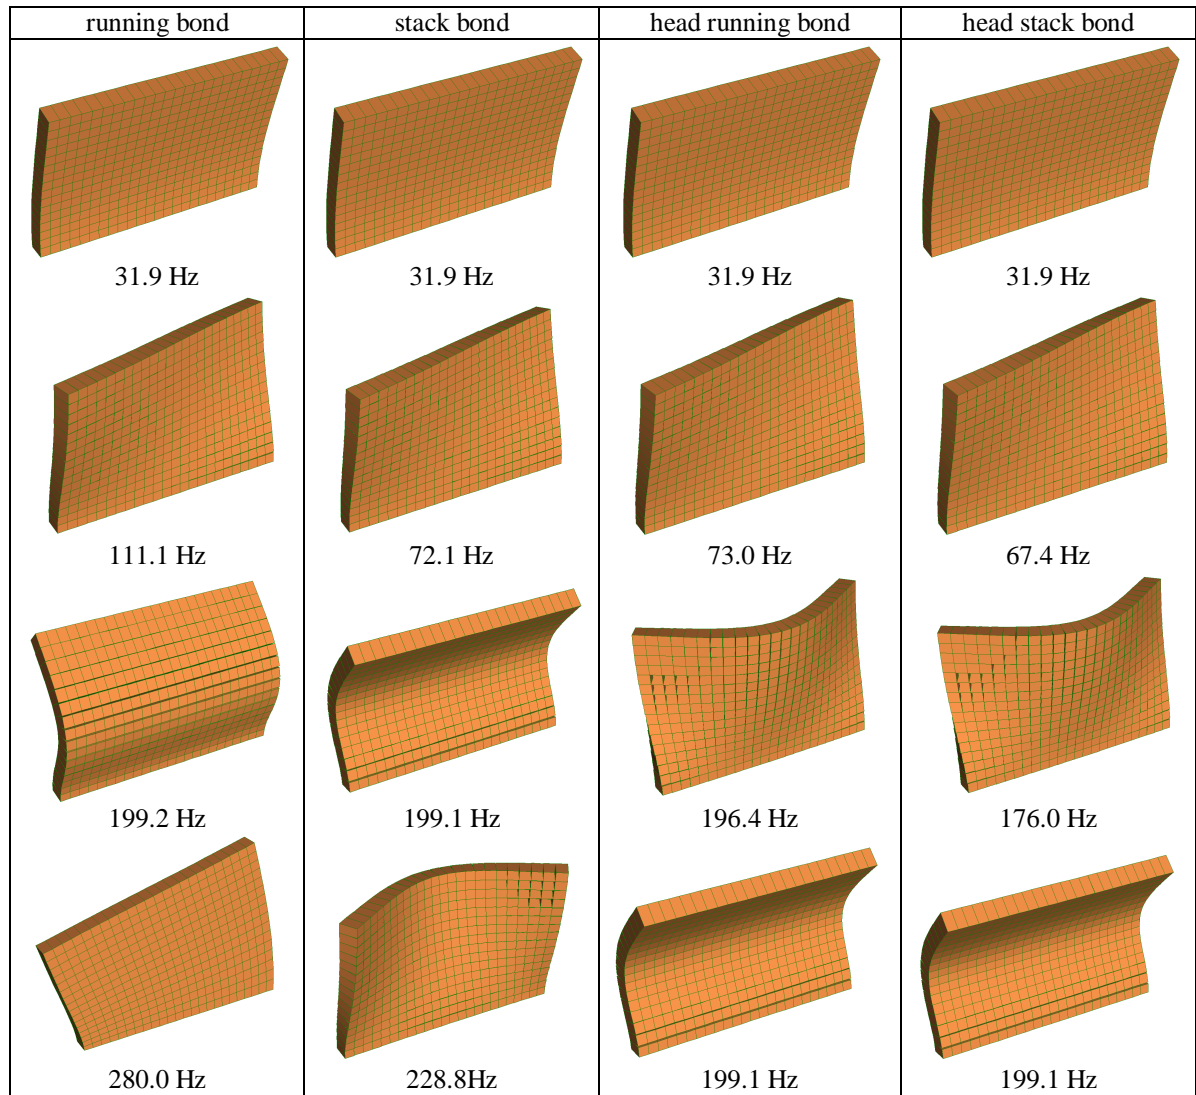 running bond stack bond head running bond head stack bond
31.9 Hz 31.9 Hz 31.9 Hz 31.9 Hz
111.1 Hz 72.1 Hz 73.0 Hz 67.4 Hz
199.2 Hz 199.1 Hz 196.4 Hz 176.0 Hz
280.0 Hz 228.8Hz 199.1 Hz 199.1 Hz